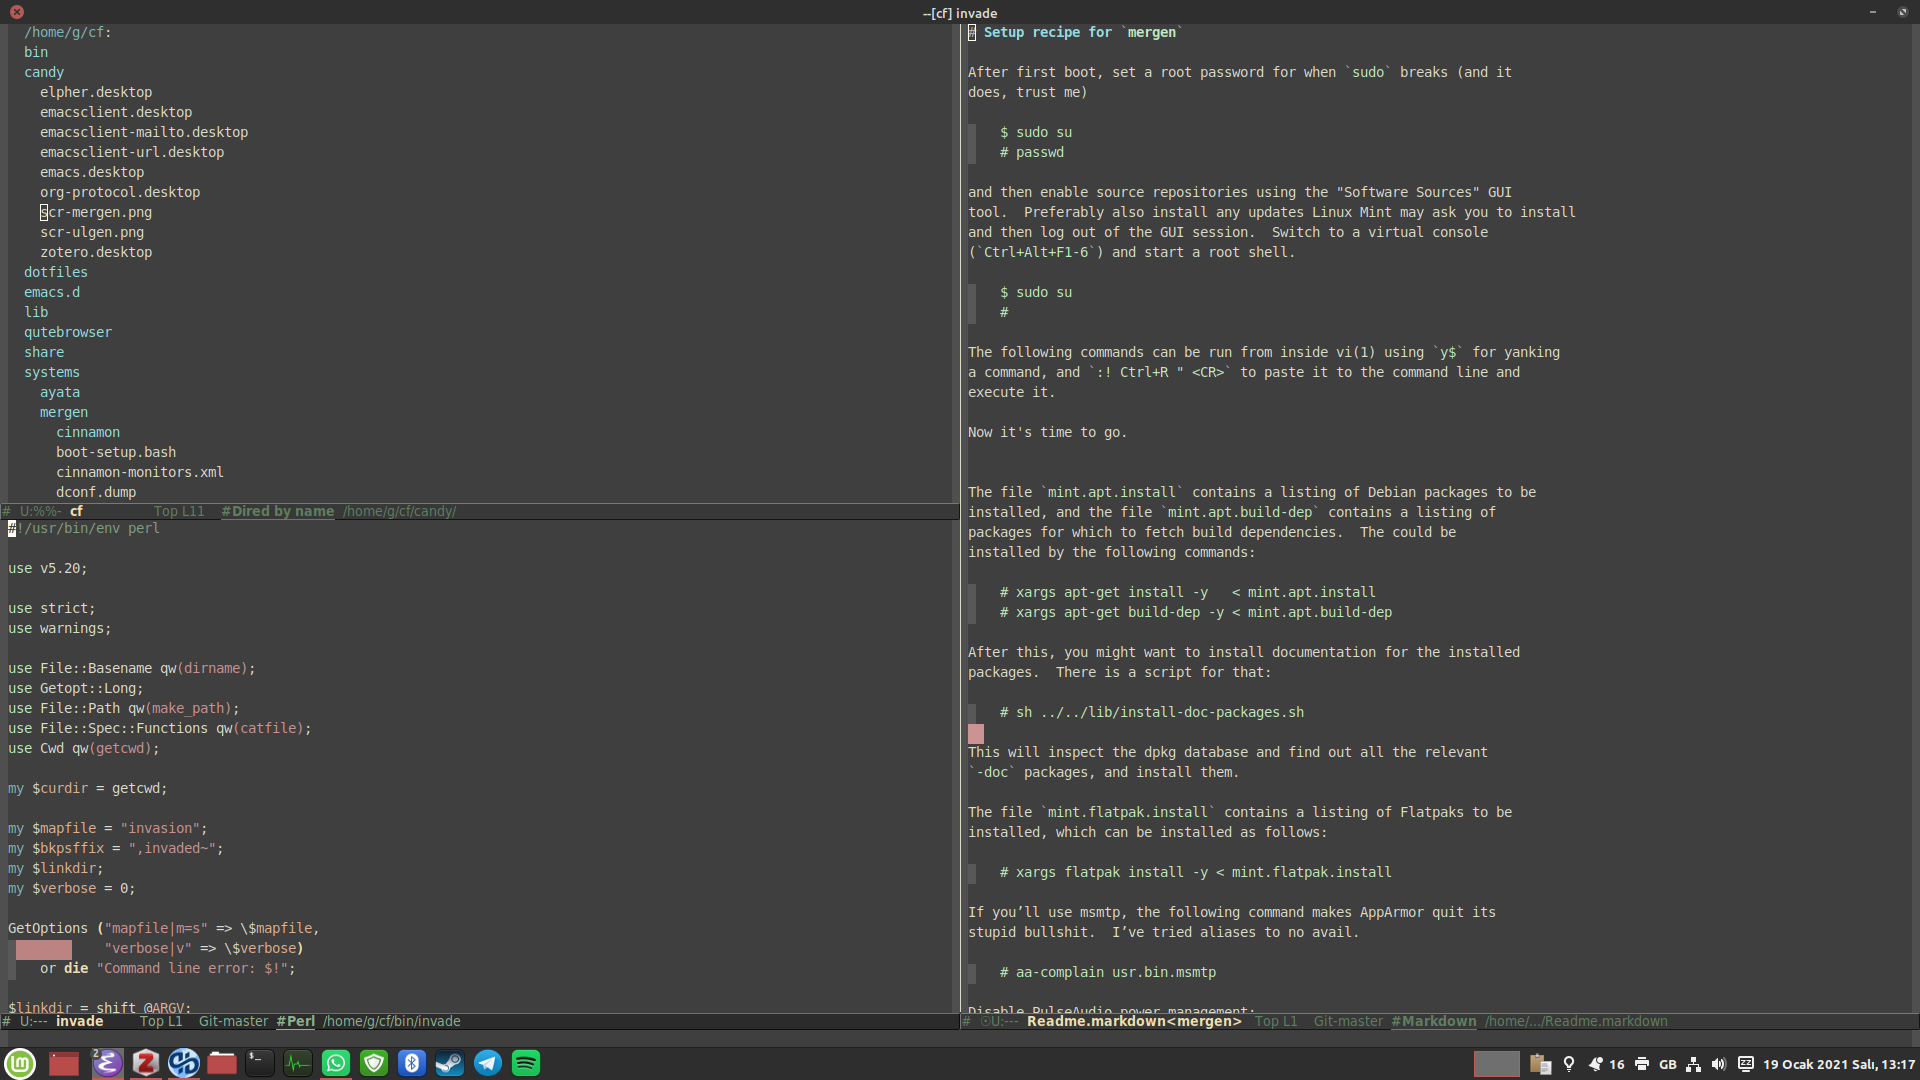 --[cf] invade
/home/g/cf:
bin
candy
elpher.desktop
emacsclient.desktop
emacsclient-mailto.desktop
emacsclient-url.desktop
emacs.desktop
org-protocol.desktop
scr-mergen.png
scr-ulgen.png
zotero.desktop
dotfiles
emacs.d
lib
qutebrowser
share
systems
ayata
mergen
cinnamon
boot-setup.bash
cinnamon-monitors.xml
dconf.dump
# U:%%- cf Top L11 #Dired by name /home/g/cf/candy/
#!/usr/bin/env perl
use v5.20;
use strict;
use warnings;
use File::Basename qw(dirname);
use Getopt::Long;
use File::Path qw(make_path);
use File::Spec::Functions qw(catfile);
use Cwd qw(getcwd);
my $curdir = getcwd;
my $mapfile = "invasion";
my $bkpsffix = ",invaded~";
my $linkdir;
my $verbose = 0;
GetOptions ("mapfile|m=s" => \$mapfile,
"verbose|v" => \$verbose)
or die "Command line error: $!";
$linkdir = shift @ARGV;
# U:--- invade Top L1 Git-master #Perl /home/g/cf/bin/invade
# Setup recipe for `mergen`
After first boot, set a root password for when `sudo` breaks (and it
does, trust me)
$ sudo su
# passwd
and then enable source repositories using the "Software Sources" GUI
tool.  Preferably also install any updates Linux Mint may ask you to install
and then log out of the GUI session.  Switch to a virtual console
(`Ctrl+Alt+F1-6`) and start a root shell.
$ sudo su
#
The following commands can be run from inside vi(1) using `y$` for yanking
a command, and `:! Ctrl+R " <CR>` to paste it to the command line and
execute it.
Now it's time to go.
The file `mint.apt.install` contains a listing of Debian packages to be
installed, and the file `mint.apt.build-dep` contains a listing of
packages for which to fetch build dependencies.  The could be
installed by the following commands:
# xargs apt-get install -y   < mint.apt.install
# xargs apt-get build-dep -y < mint.apt.build-dep
After this, you might want to install documentation for the installed
packages.  There is a script for that:
# sh ../../lib/install-doc-packages.sh
This will inspect the dpkg database and find out all the relevant
`-doc` packages, and install them.
The file `mint.flatpak.install` contains a listing of Flatpaks to be
installed, which can be installed as follows:
# xargs flatpak install -y < mint.flatpak.install
If you’ll use msmtp, the following command makes AppArmor quit its
stupid bullshit.  I’ve tried aliases to no avail.
# aa-complain usr.bin.msmtp
Disable PulseAudio power management:
# U:--- Readme.markdown<mergen> Top L1 Git-master #Markdown /home/.../Readme.markdown
2
16
GB
19 Ocak 2021 Salı, 13:17